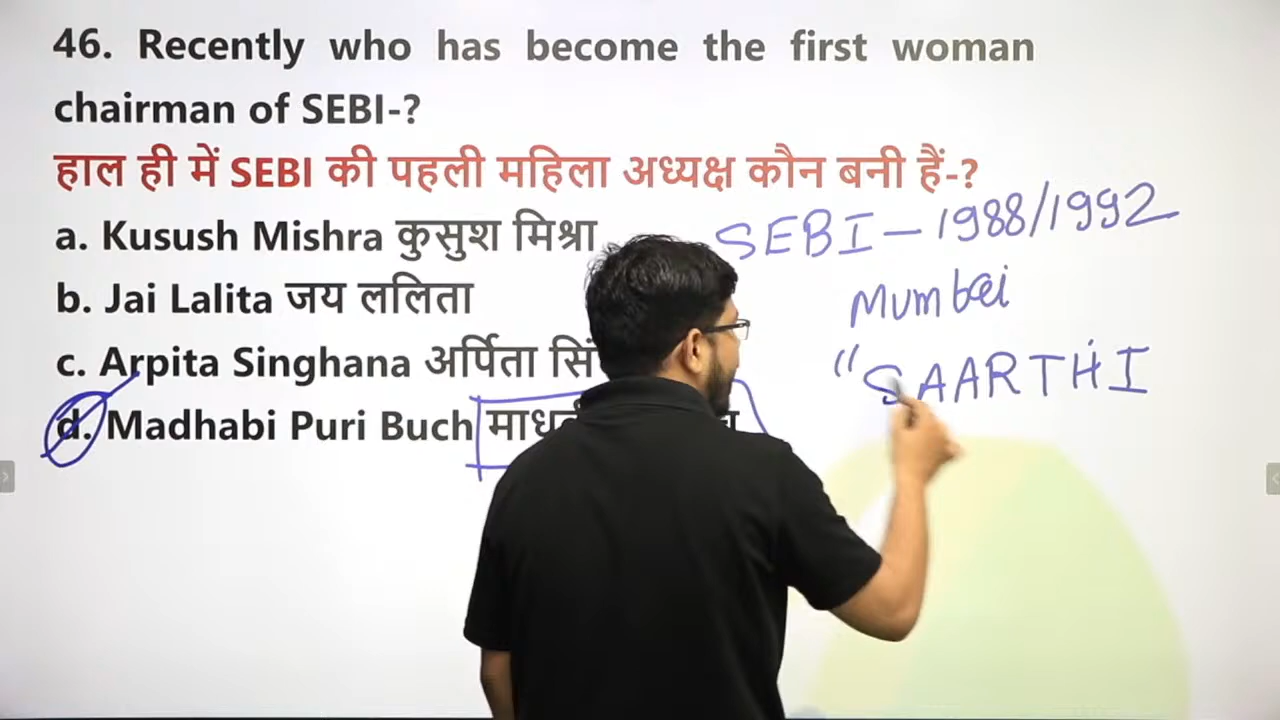 46. Recently who has become the first woman
chairman of SEBI-?
हाल ही में SEBI की पहली महिला अध्यक्ष कौन बनी हैं-?
a. Kusush Mishra कुसुश मिश्रा
b. Jai Lalita जय ललिता
c. Arpita Singhana अर्पिता
d. Madhabi Puri Buch
SEBI – 1988/1992
Mumbai
"SAARTHI